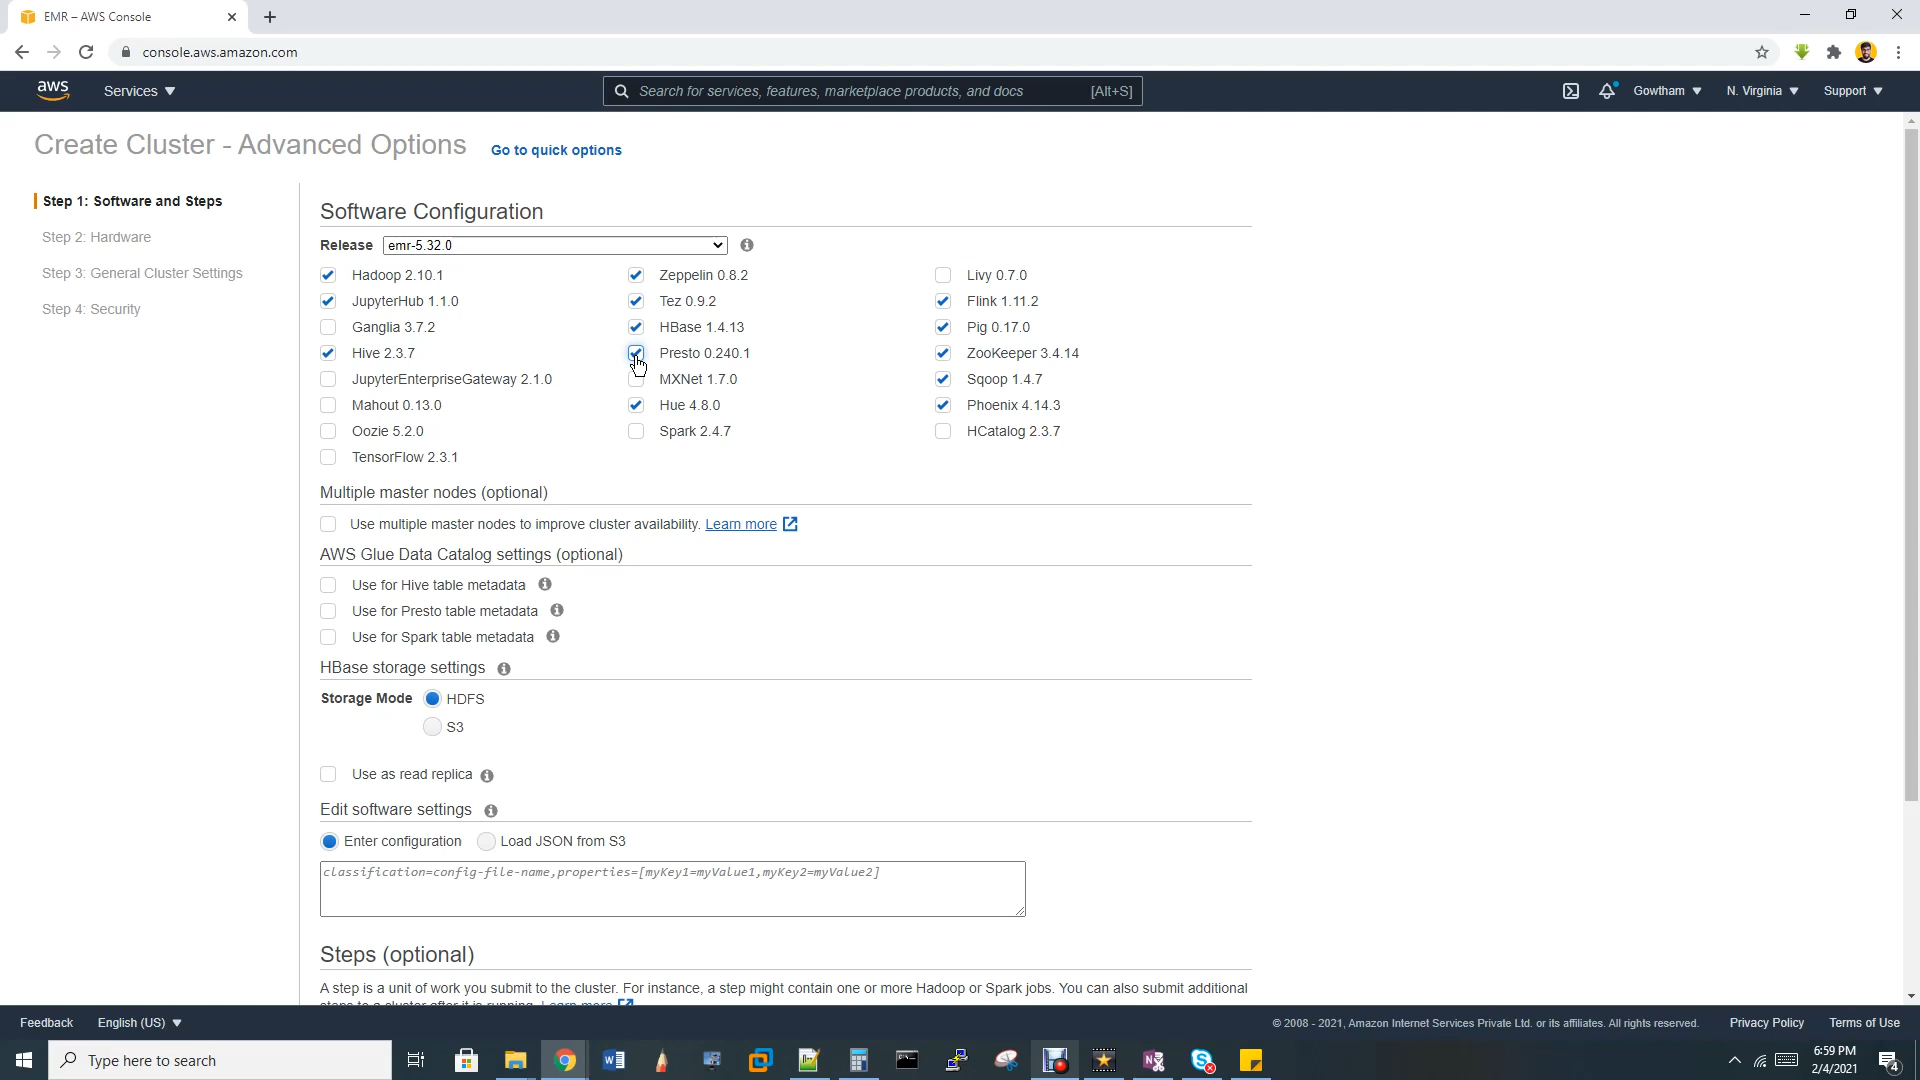 EMR – AWS Console
console.aws.amazon.com
aws
Services
Search for services, features, marketplace products, and docs [Alt+S]
Gowtham
N. Virginia
Support
Create Cluster - Advanced Options
Go to quick options
Step 1: Software and Steps
Step 2: Hardware
Step 3: General Cluster Settings
Step 4: Security
Software Configuration
Release emr-5.32.0
Hadoop 2.10.1 Zeppelin 0.8.2 Livy 0.7.0
JupyterHub 1.1.0 Tez 0.9.2 Flink 1.11.2
Ganglia 3.7.2 HBase 1.4.13 Pig 0.17.0
Hive 2.3.7 Presto 0.240.1 ZooKeeper 3.4.14
JupyterEnterpriseGateway 2.1.0 MXNet 1.7.0 Sqoop 1.4.7
Mahout 0.13.0 Hue 4.8.0 Phoenix 4.14.3
Oozie 5.2.0 Spark 2.4.7 HCatalog 2.3.7
TensorFlow 2.3.1
Multiple master nodes (optional)
Use multiple master nodes to improve cluster availability. Learn more
AWS Glue Data Catalog settings (optional)
Use for Hive table metadata
Use for Presto table metadata
Use for Spark table metadata
HBase storage settings
Storage Mode HDFS
S3
Use as read replica
Edit software settings
Enter configuration Load JSON from S3
classification=config-file-name,properties=[myKey1=myValue1,myKey2=myValue2]
Steps (optional)
A step is a unit of work you submit to the cluster. For instance, a step might contain one or more Hadoop or Spark jobs. You can also submit additional
steps to a cluster after it is running. Learn more
Feedback
English (US)
© 2008 - 2021, Amazon Internet Services Private Ltd. or its affiliates. All rights reserved.
Privacy Policy
Terms of Use
Type here to search
6:59 PM
2/4/2021
4